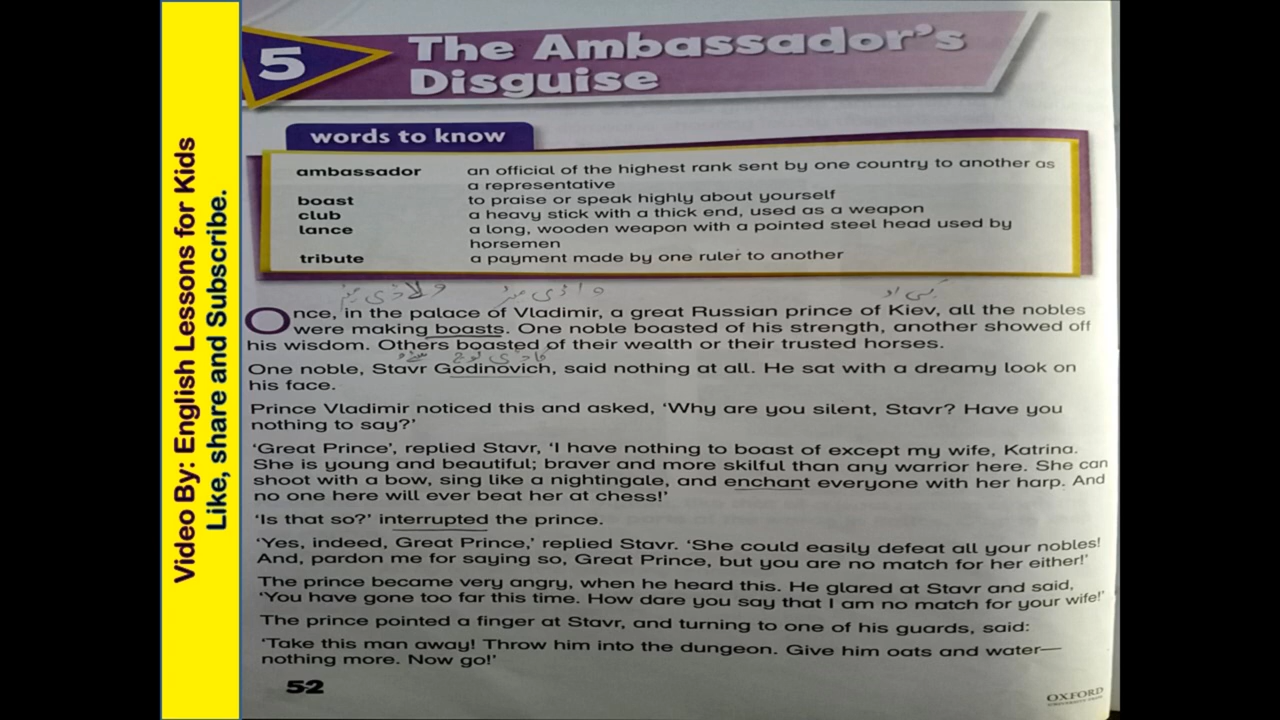 Video By: English Lessons for Kids
Like, share and Subscribe.
5
The Ambassador's
Disguise
words to know
ambassador an official of the highest rank sent by one country to another as
a representative
boast to praise or speak highly about yourself
club a heavy stick with a thick end, used as a weapon
lance a long, wooden weapon with a pointed steel head used by
horsemen
tribute a payment made by one ruler to another
Once, in the palace of Vladimir, a great Russian prince of Kiev, all the nobles
were making boasts. One noble boasted of his strength, another showed off
his wisdom. Others boasted of their wealth or their trusted horses.
One noble, Stavr Godinovich, said nothing at all. He sat with a dreamy look on
his face.
Prince Vladimir noticed this and asked, ‘Why are you silent, Stavr? Have you
nothing to say?’
‘Great Prince’, replied Stavr, ‘I have nothing to boast of except my wife, Katrina.
She is young and beautiful; braver and more skilful than any warrior here. She can
shoot with a bow, sing like a nightingale, and enchant everyone with her harp. And
no one here will ever beat her at chess!’
‘Is that so?’ interrupted the prince.
‘Yes, indeed, Great Prince,’ replied Stavr. ‘She could easily defeat all your nobles!
And, pardon me for saying so, Great Prince, but you are no match for her either!’
The prince became very angry, when he heard this. He glared at Stavr and said,
‘You have gone too far this time. How dare you say that I am no match for your wife!’
The prince pointed a finger at Stavr, and turning to one of his guards, said:
‘Take this man away! Throw him into the dungeon. Give him oats and water—
nothing more. Now go!’
52
OXFORD
UNIVERSITY PRESS